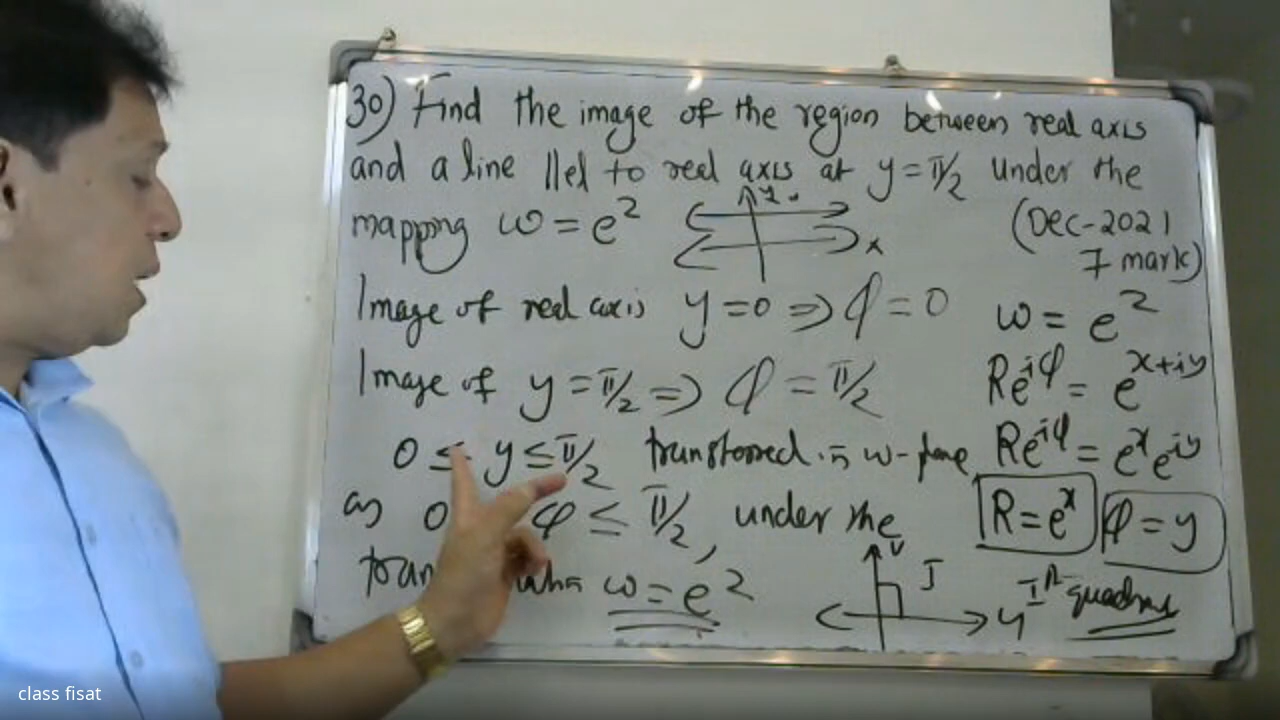 30) Find the image of the region between real axis
and a line ||el to real axis at y = π/2 under the
mapping ω = e^z
(Dec-2021
7 mark)
y
x
Image of real axis y = 0 ⇒ φ = 0
Image of y = π/2 ⇒ φ = π/2
0 ≤ y ≤ π/2 transformed in w-plane
as 0 φ ≤ π/2, under the
tran ω = e^z
ω = e^z
Re^iφ = e^x+iy
Re^iφ = e^x e^iy
R = e^x φ = y
v
I
u
Ist quadrant
class fisat